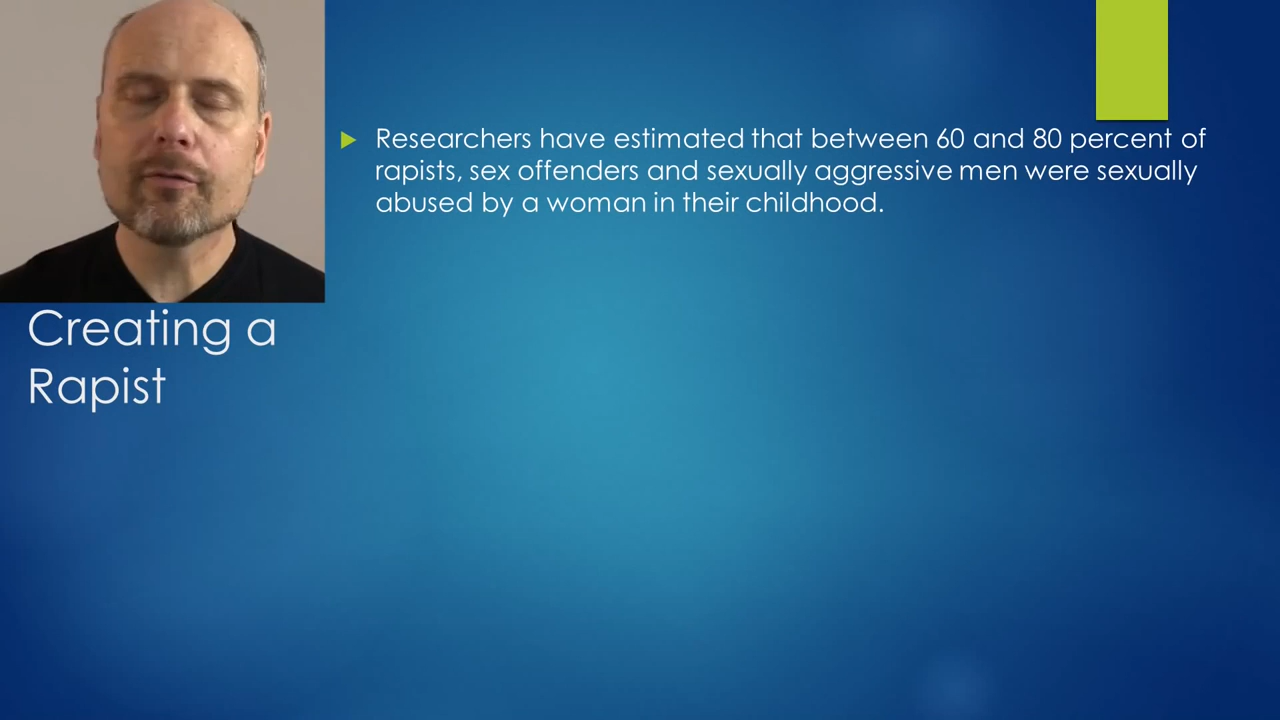 Researchers have estimated that between 60 and 80 percent of
rapists, sex offenders and sexually aggressive men were sexually
abused by a woman in their childhood.
Creating a
Rapist